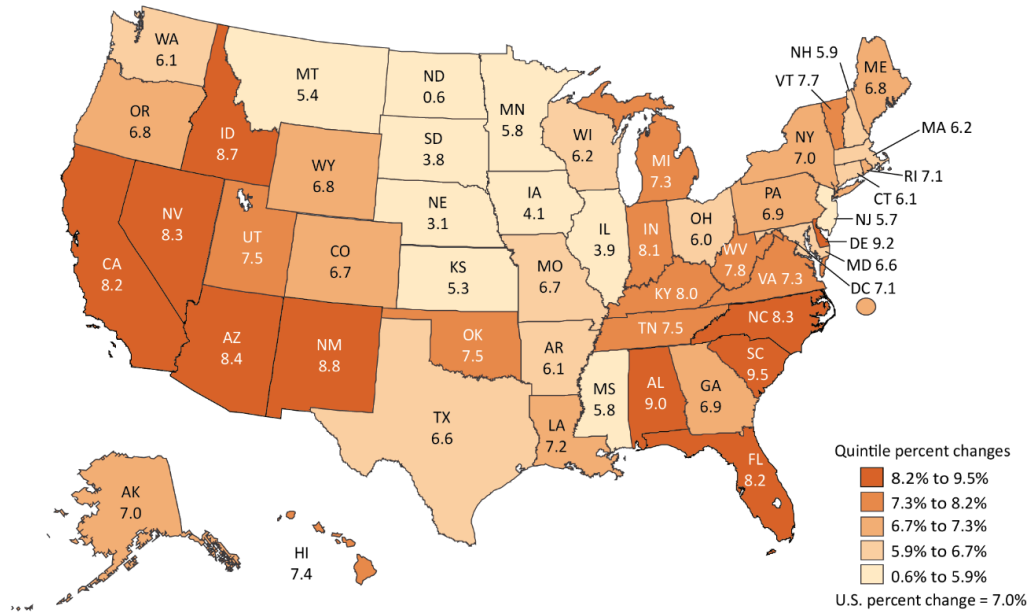 WA
6.1
MT
5.4
ND
0.6
MN
5.8
NH 5.9
ME
6.8
VT 7.7
OR
6.8
ID
8.7
SD
3.8
WI
6.2
MI
7.3
NY
7.0
MA 6.2
WY
6.8
RI 7.1
CT 6.1
NE
3.1
IA
4.1
PA
6.9
NJ 5.7
NV
8.3
UT
7.5
CO
6.7
IL
3.9
IN
8.1
OH
6.0
DE 9.2
WV
7.8
MD 6.6
CA
8.2
KS
5.3
MO
6.7
KY 8.0
VA 7.3
DC 7.1
AZ
8.4
NM
8.8
OK
7.5
AR
6.1
TN 7.5
NC 8.3
SC
9.5
MS
5.8
AL
9.0
GA
6.9
TX
6.6
LA
7.2
FL
8.2
AK
7.0
HI
7.4
Quintile percent changes
8.2% to 9.5%
7.3% to 8.2%
6.7% to 7.3%
5.9% to 6.7%
0.6% to 5.9%
U.S. percent change = 7.0%